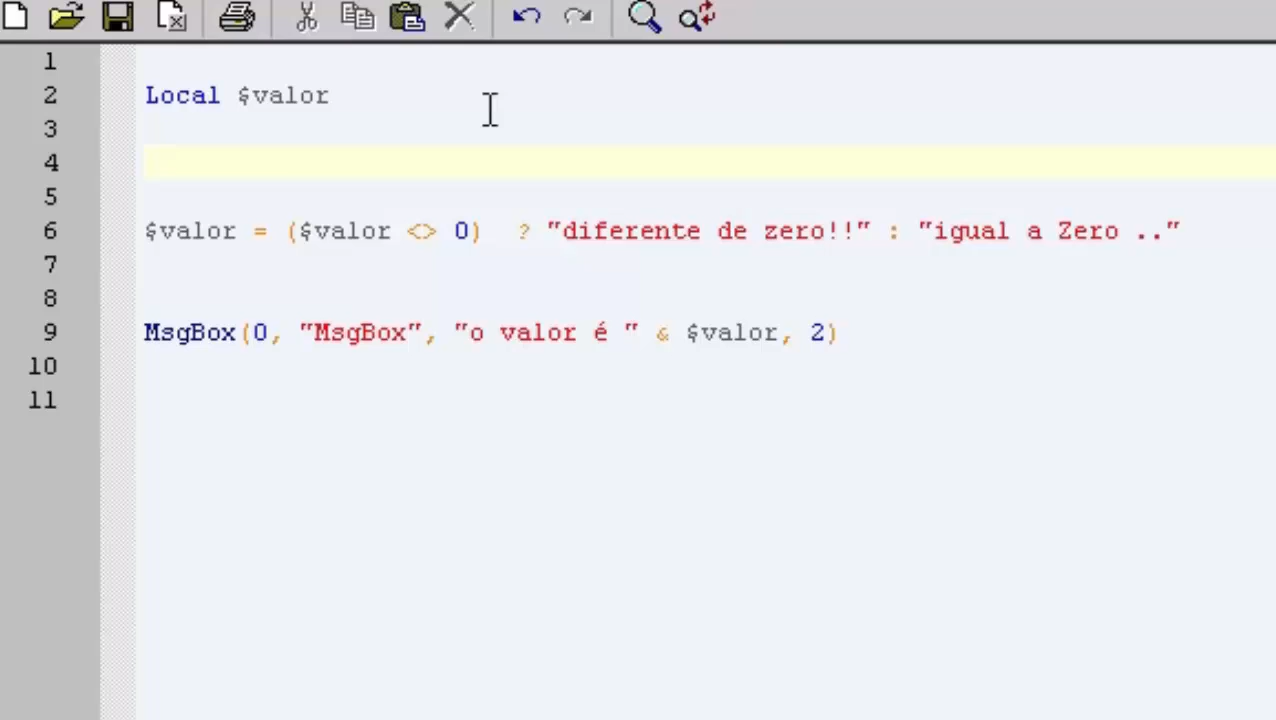 1
2 Local $valor
3
4
5
6 $valor = ($valor <> 0) ? "diferente de zero!!" : "igual a Zero .."
7
8
9 MsgBox(0, "MsgBox", "o valor é " & $valor, 2)
10
11